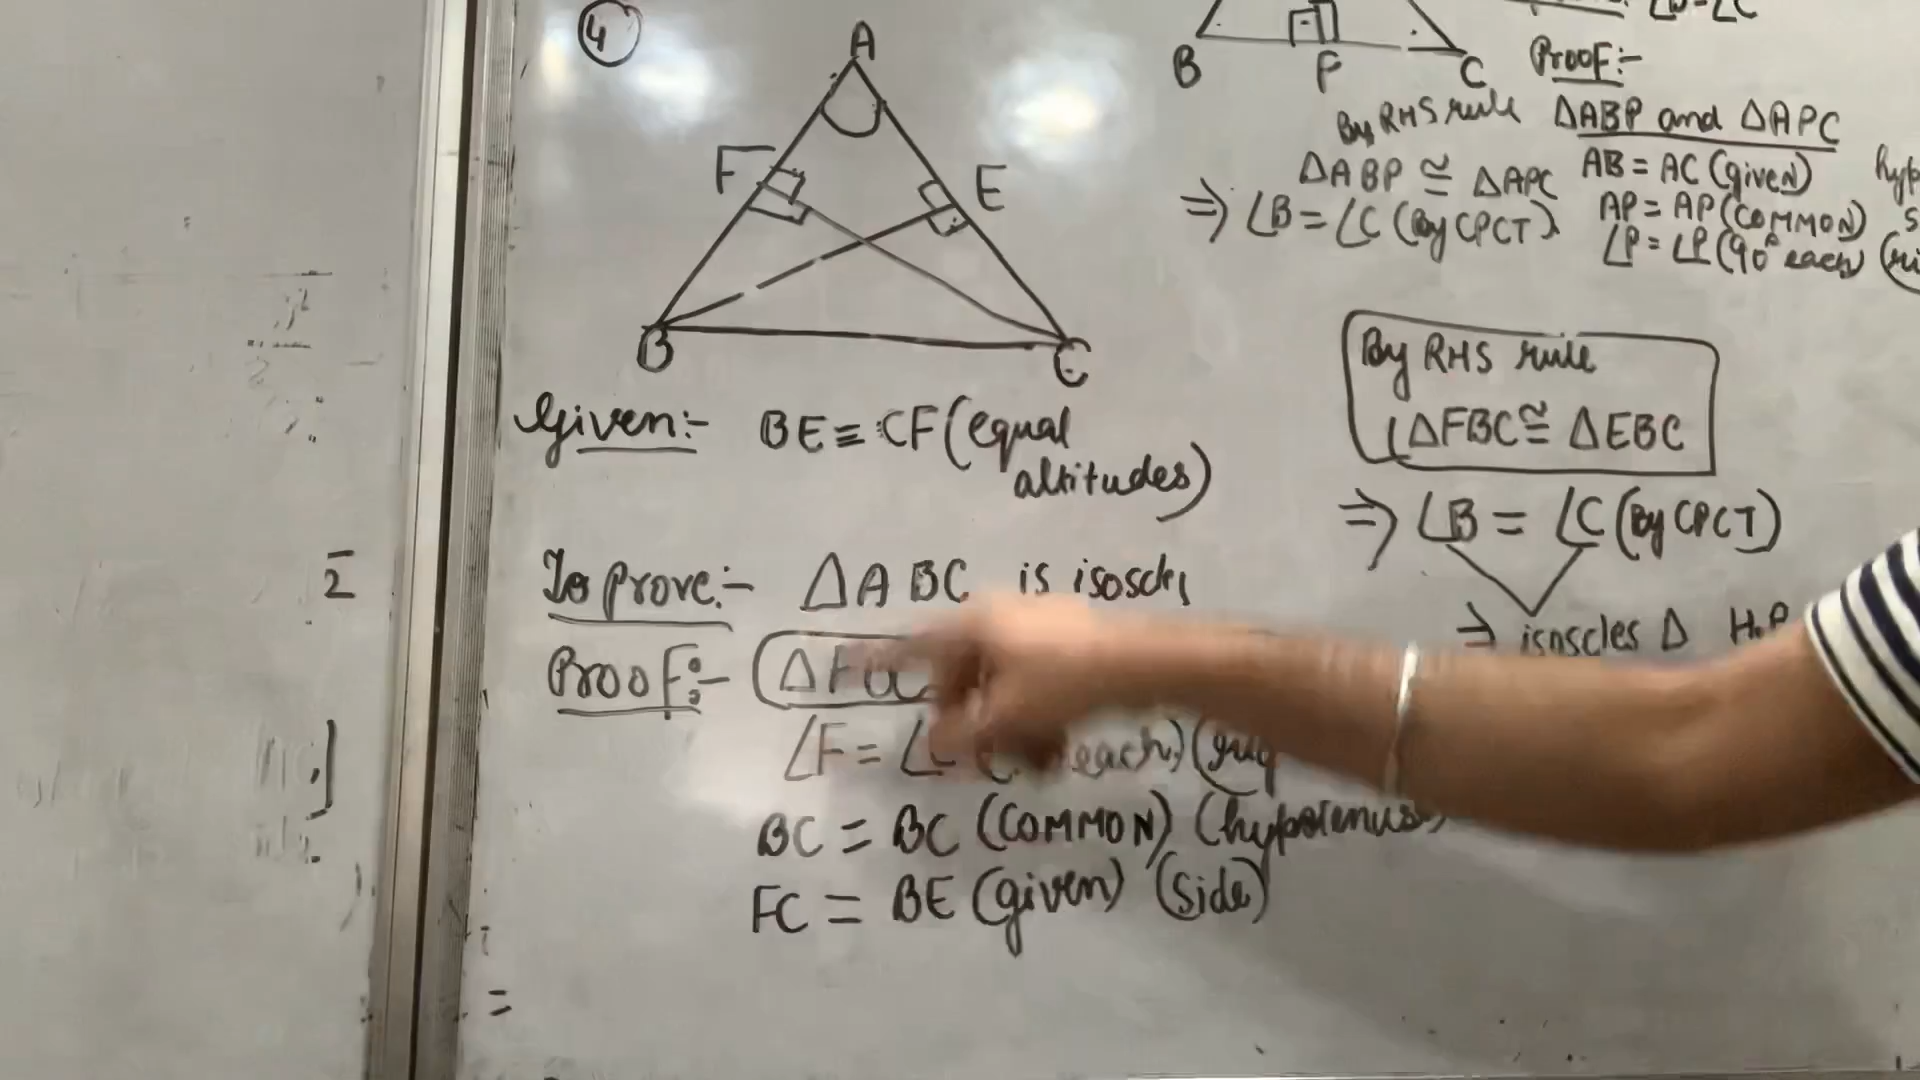 4
A
F
E
B
C
Given:- BE = CF (equal
altitudes)
To prove:- ΔABC is
Proof:-
∠F =
BC = BC (COMMON)
FC = BE (given) (side)
B P C
Proof:-
By RHS rule ΔABP and ΔAPC
ΔABP ≅ ΔAPC AB = AC (given)
⇒ ∠B = ∠C (By CPCT) AP = AP (COMMON)
∠P = ∠P (90° each)
By RHS rule
ΔFBC ≅ ΔEBC
⇒ ∠B = ∠C (By CPCT)
⇒ isoscles Δ H.P